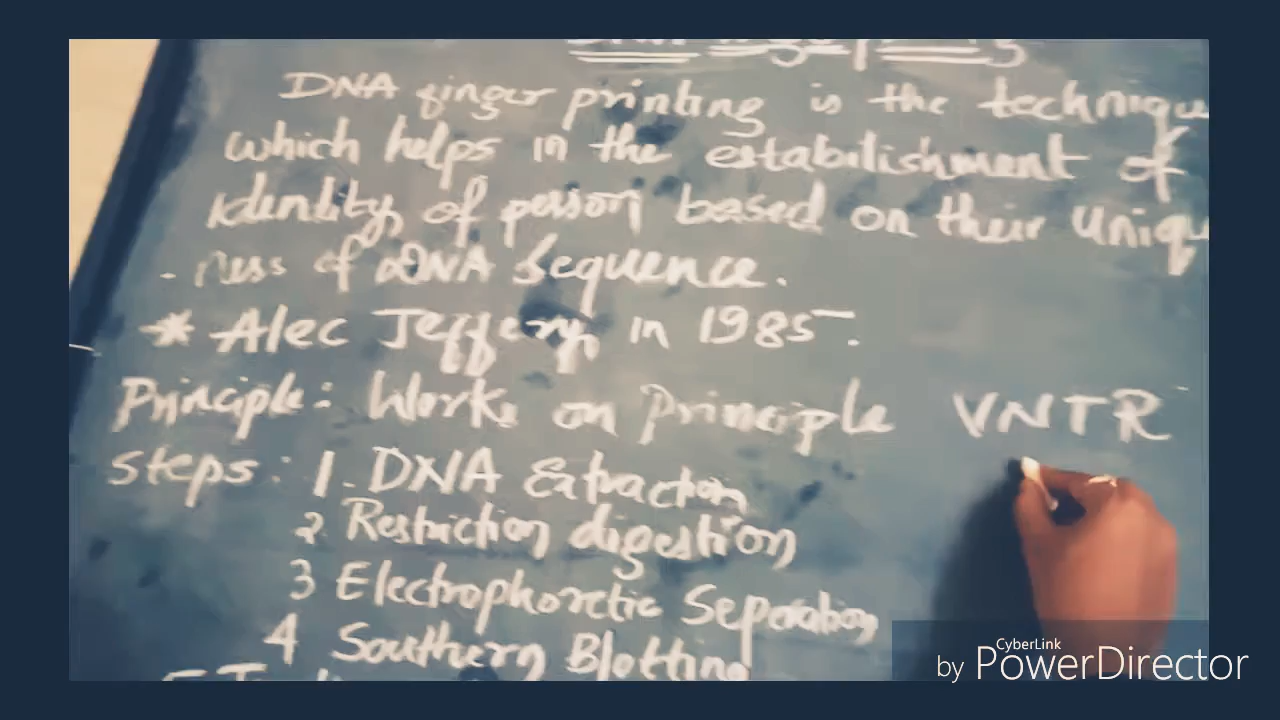 DNA finger printing is the technique
which helps in the estabilishment of
Identity of person based on their Uniqu
- ness of DNA Sequence.
* Alec Jeffery in 1985.
Principle: Works on Principle VNTR
Steps: 1. DNA Extraction
2. Restriction digestion
3 Electrophoretic Separation
4 Southern Blotting
CyberLink
by PowerDirector